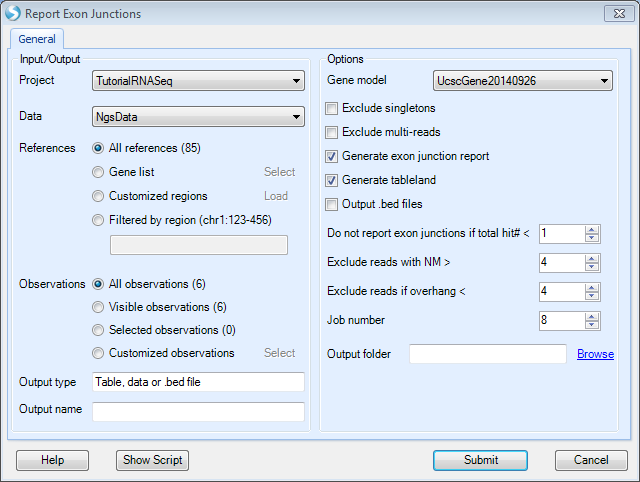 Report Exon Junctions
General
Input/Output
Project TutorialRNASeq
Data NgsData
References All references (85)
Gene list Select
Customized regions Load
Filtered by region (chr1:123-456)
Observations All observations (6)
Visible observations (6)
Selected observations (0)
Customized observations Select
Output type Table, data or .bed file
Output name
Options
Gene model UcscGene20140926
Exclude singletons
Exclude multi-reads
Generate exon junction report
Generate tableland
Output .bed files
Do not report exon junctions if total hit# < 1
Exclude reads with NM > 4
Exclude reads if overhang < 4
Job number 8
Output folder Browse
Help Show Script Submit Cancel